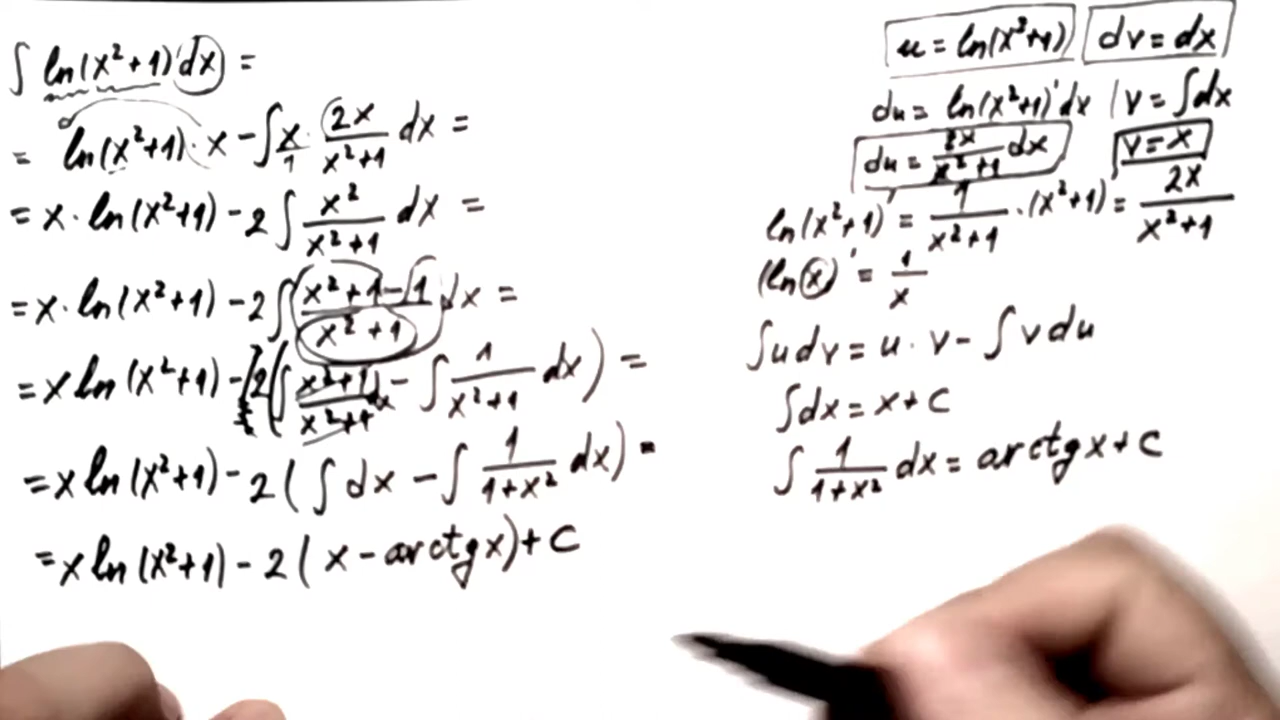 ∫ ln(x²+1) dx =
= ln(x²+1) · x - ∫ x/1 · 2x/(x²+1) dx =
= x · ln(x²+1) - 2 ∫ x²/(x²+1) dx =
= x · ln(x²+1) - 2 ∫ (x²+1-1)/(x²+1) dx =
= x ln(x²+1) - 2 (∫ (x²+1)/(x²+1) dx - ∫ 1/(x²+1) dx) =
= x ln(x²+1) - 2 (∫ dx - ∫ 1/(1+x²) dx) =
= x ln(x²+1) - 2 (x - arctg x) + C
u = ln(x²+1) dv = dx
du = ln(x²+1)' dx | v = ∫dx
du = 2x/(x²+1) dx v = x
ln(x²+1)' = 1/(x²+1) · (x²+1)' = 2x/(x²+1)
(ln x)' = 1/x
∫ u dv = u · v - ∫ v du
∫ dx = x + C
∫ 1/(1+x²) dx = arctg x + C